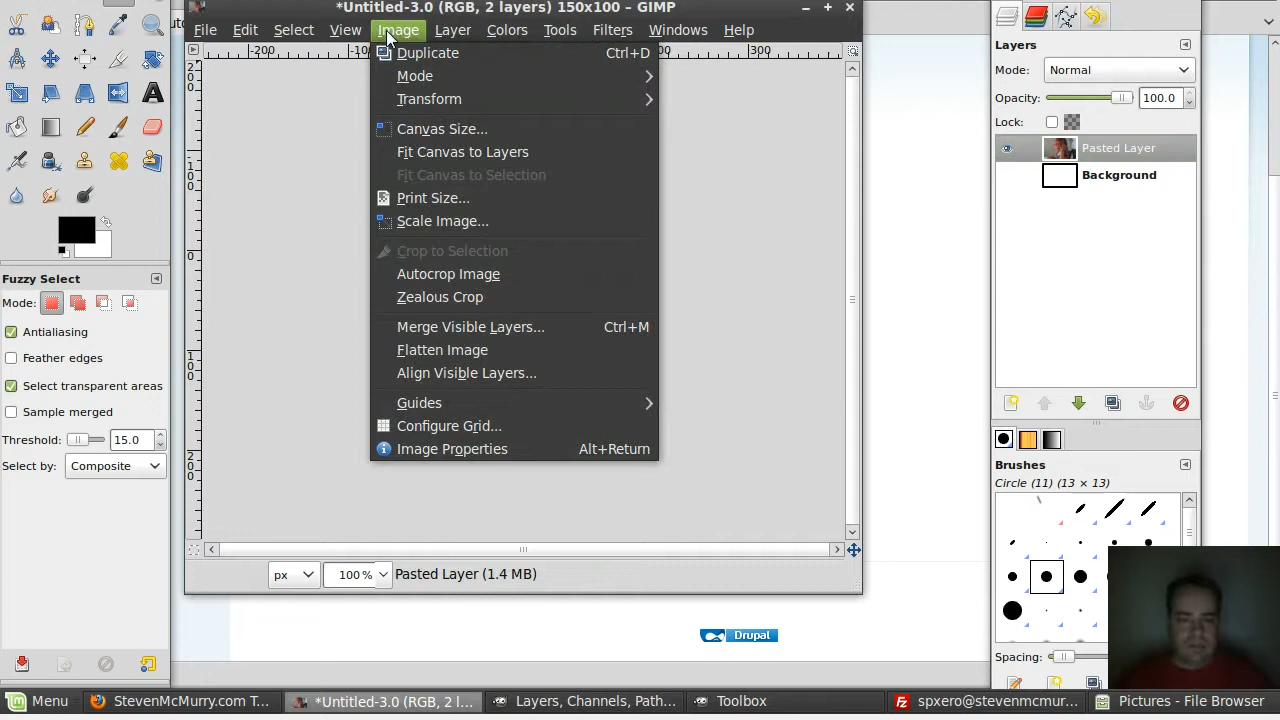 *Untitled-3.0 (RGB, 2 layers) 150x100 – GIMP
File Edit Select View Image Layer Colors Tools Filters Windows Help
-200 -100 300
Duplicate Ctrl+D
Mode
Transform
Canvas Size...
Fit Canvas to Layers
Fit Canvas to Selection
Print Size...
Scale Image...
Crop to Selection
Autocrop Image
Zealous Crop
Merge Visible Layers... Ctrl+M
Flatten Image
Align Visible Layers...
Guides
Configure Grid...
Image Properties Alt+Return
Fuzzy Select
Mode:
Antialiasing
Feather edges
Select transparent areas
Sample merged
Threshold: 15.0
Select by: Composite
px 100% Pasted Layer (1.4 MB)
Layers
Mode: Normal
Opacity: 100.0
Lock:
Pasted Layer
Background
Brushes
Circle (11) (13 × 13)
Spacing:
Drupal
Menu StevenMcMurry.com T... *Untitled-3.0 (RGB, 2 l... Layers, Channels, Path... Toolbox spxero@stevenmcmur... Pictures - File Browser